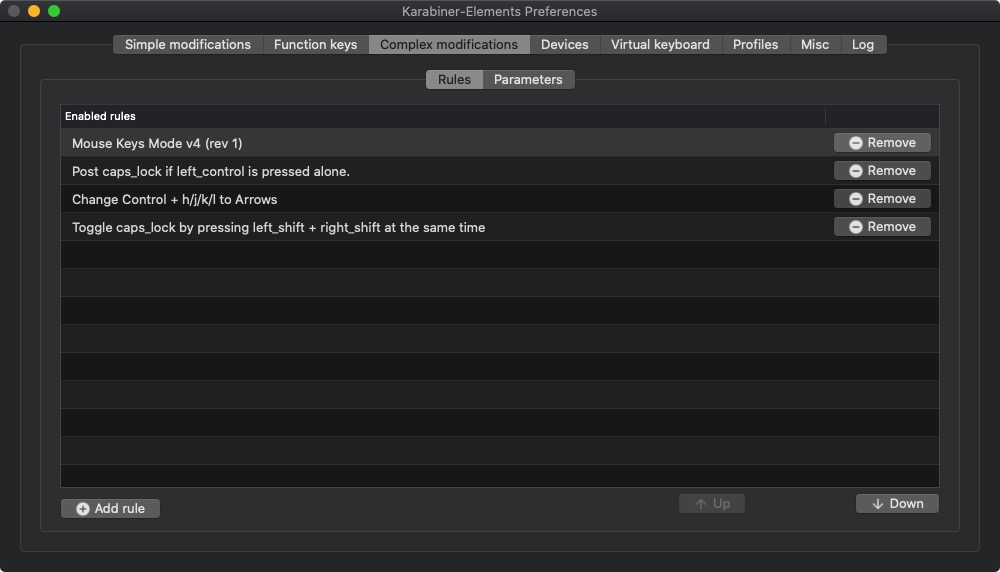 Karabiner-Elements Preferences
Simple modifications Function keys Complex modifications Devices Virtual keyboard Profiles Misc Log
Rules Parameters
Enabled rules
Mouse Keys Mode v4 (rev 1) Remove
Post caps_lock if left_control is pressed alone. Remove
Change Control + h/j/k/l to Arrows Remove
Toggle caps_lock by pressing left_shift + right_shift at the same time Remove
Add rule Up Down